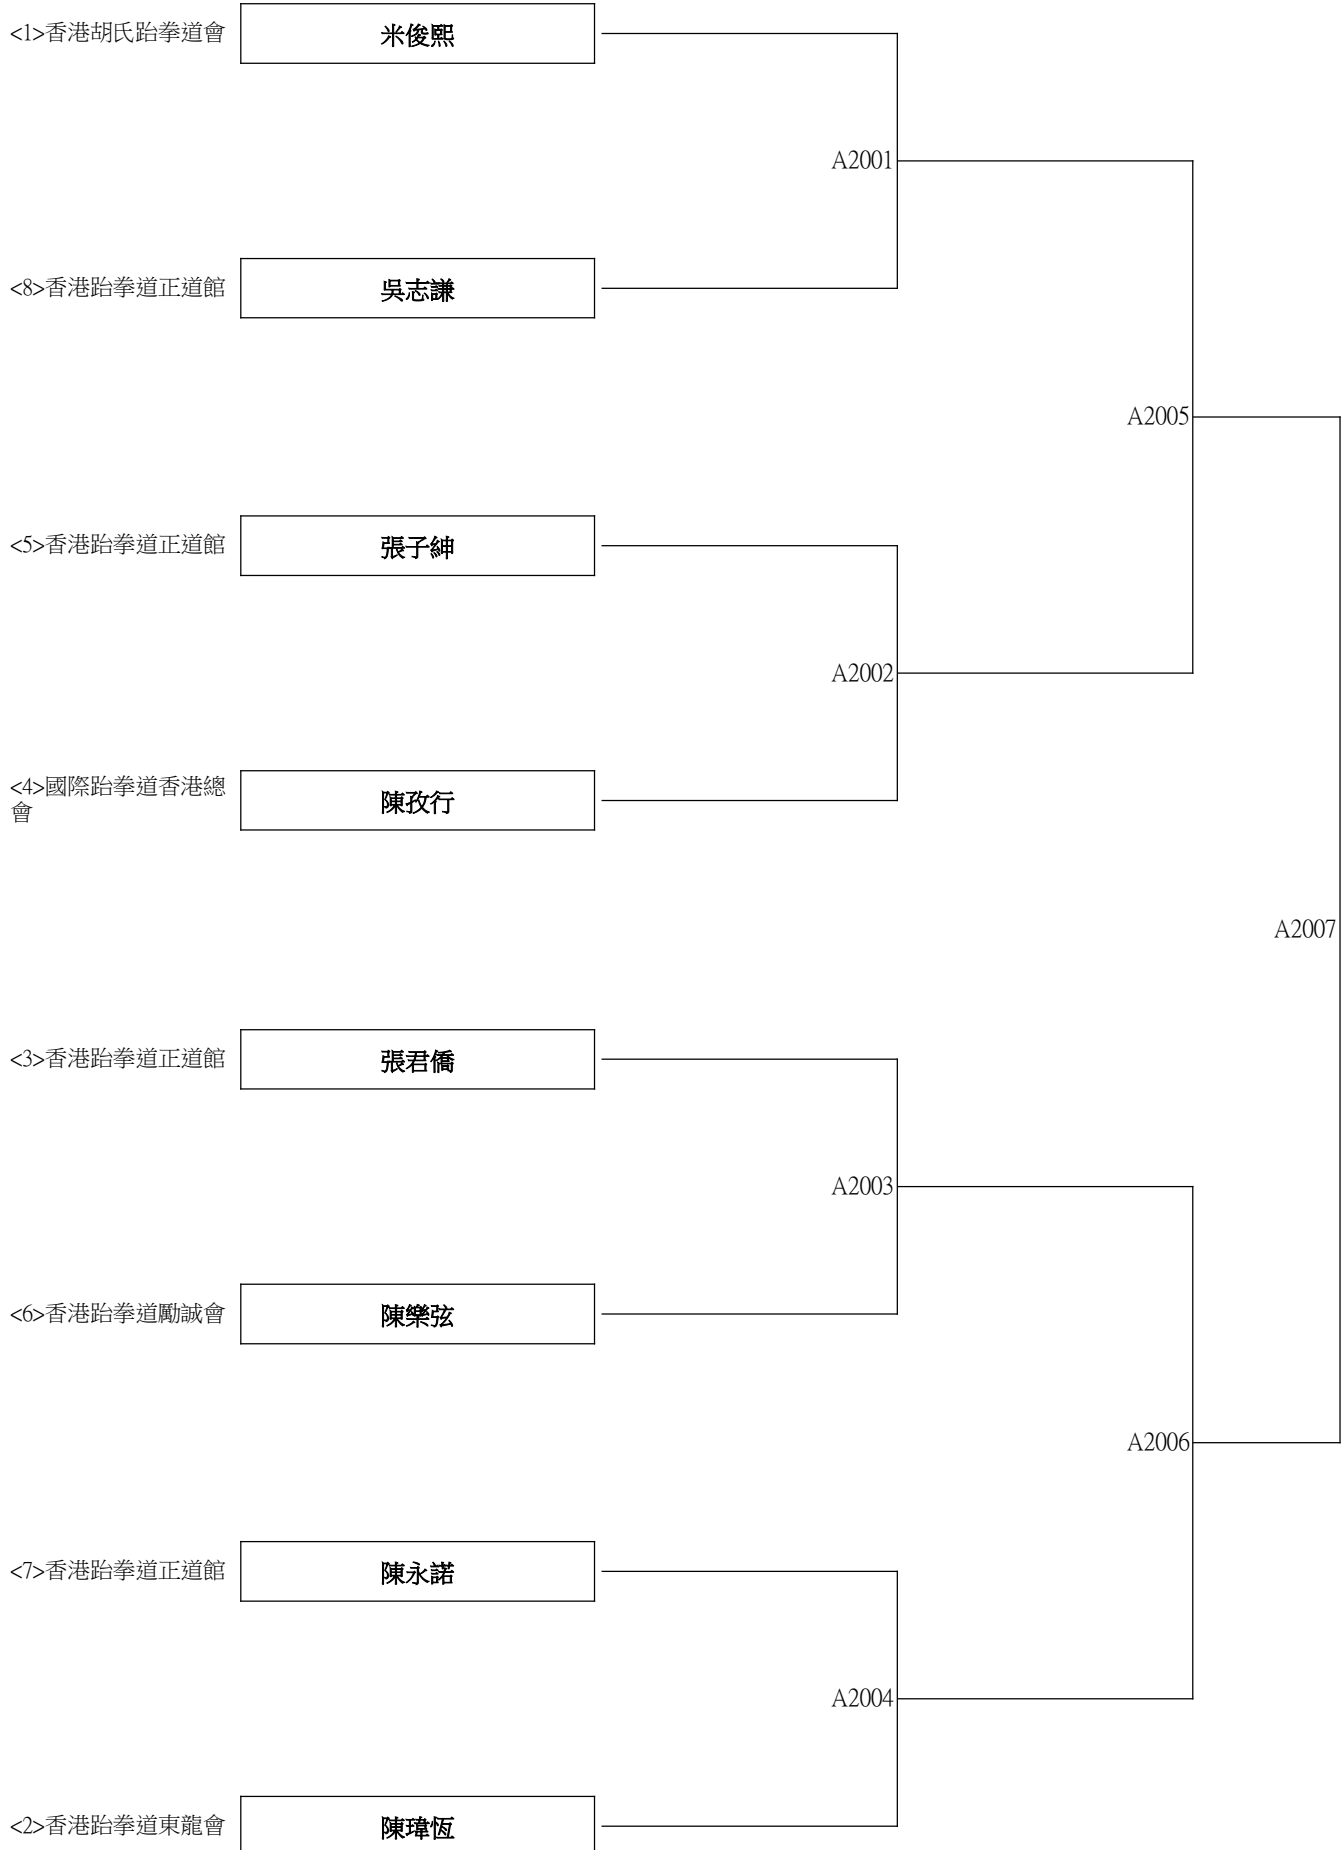 <1>香港胡氏跆拳道會
米俊熙
A2001
<8>香港跆拳道正道館
吳志謙
A2005
<5>香港跆拳道正道館
張子紳
A2002
<4>國際跆拳道香港總
會
陳孜行
A2007
<3>香港跆拳道正道館
張君僑
A2003
<6>香港跆拳道勵誠會
陳樂弦
A2006
<7>香港跆拳道正道館
陳永諾
A2004
<2>香港跆拳道東龍會
陳瑋恆